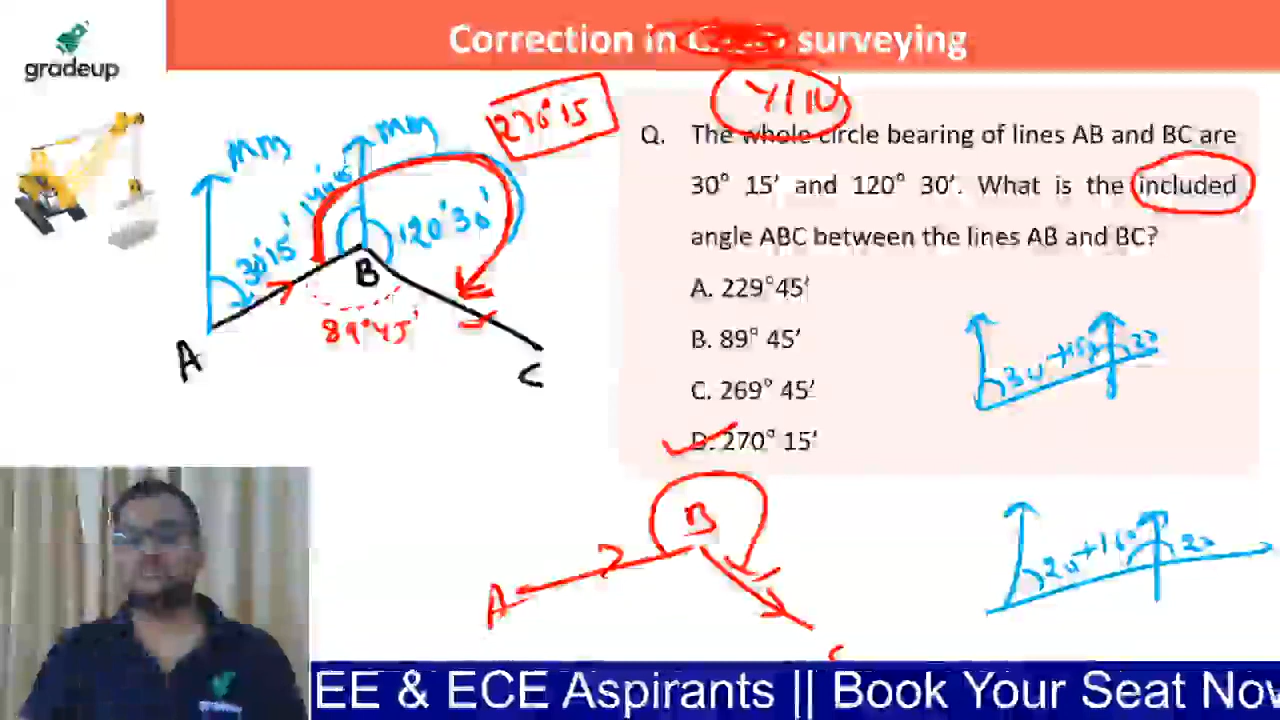 Correction in surveying
gradeup
Y/N
Q. The whole circle bearing of lines AB and BC are
30° 15′ and 120° 30′. What is the included
angle ABC between the lines AB and BC?
A. 229°45′
B. 89° 45′
C. 269° 45′
D. 270° 15′
270°15
MM
MM
30°15'
120°30'
B
89°45'
A
C
20
B
A
20
EE & ECE Aspirants || Book Your Seat Now